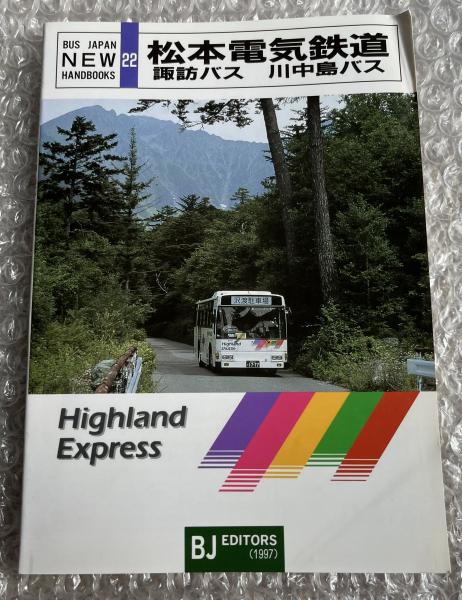 BUS JAPAN
NEW
HANDBOOKS
22
松本電気鉄道
諏訪バス 川中島バス
沢渡駐車場
Highland
Highland
Express
BJ EDITORS
(1997)